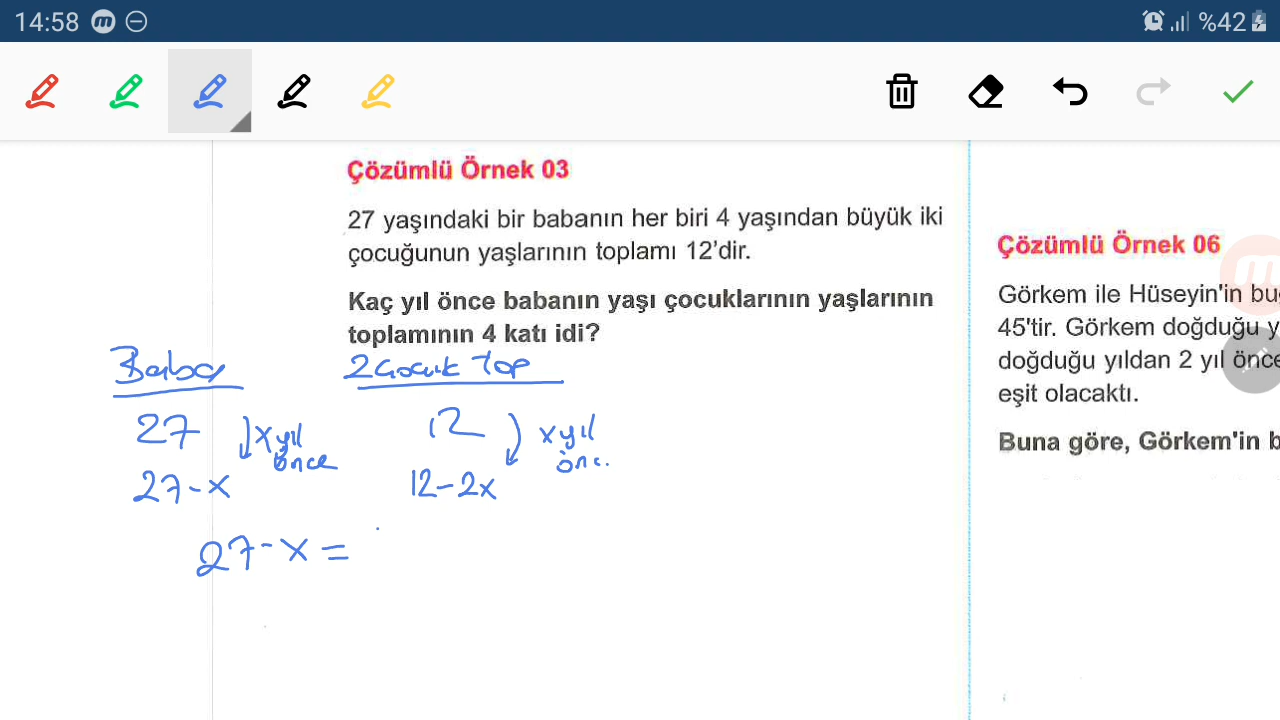 14:58
%42
Çözümlü Örnek 03
27 yaşındaki bir babanın her biri 4 yaşından büyük iki
çocuğunun yaşlarının toplamı 12'dir.
Kaç yıl önce babanın yaşı çocuklarının yaşlarının
toplamının 4 katı idi?
Baba
2 Çocuk Top
27
x yıl
önce
12
x yıl
önc.
27-x
12-2x
27-x=
Çözümlü Örnek 06
Görkem ile Hüseyin'in bu
45'tir. Görkem doğduğu y
doğduğu yıldan 2 yıl önce
eşit olacaktı.
Buna göre, Görkem'in b